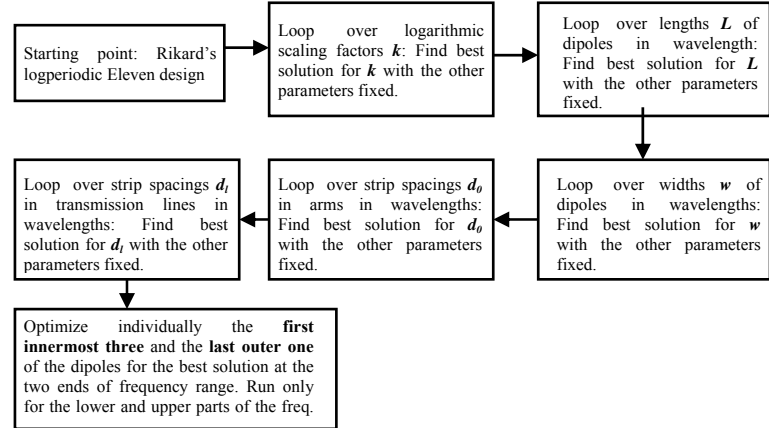 Starting point: Rikard's
logperiodic Eleven design
Loop over logarithmic
scaling factors k: Find best
solution for k with the other
parameters fixed.
Loop over lengths L of
dipoles in wavelength:
Find best solution for L
with the other parameters
fixed.
Loop over widths w of
dipoles in wavelengths:
Find best solution for w
with the other parameters
fixed.
Loop over strip spacings d0
in arms in wavelengths:
Find best solution for d0
with the other parameters
fixed.
Loop over strip spacings dl
in transmission lines in
wavelengths: Find best
solution for dl with the other
parameters fixed.
Optimize individually the first
innermost three and the last outer one
of the dipoles for the best solution at the
two ends of frequency range. Run only
for the lower and upper parts of the freq.